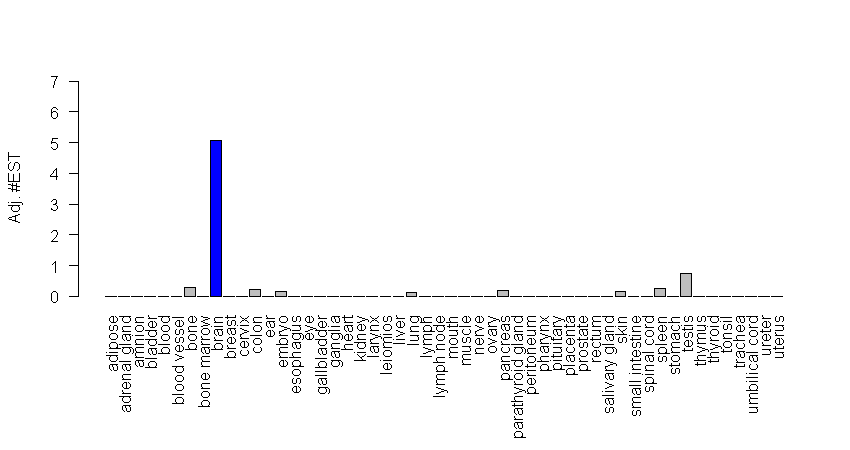 7
6
5
4
3
2
1
0
Adj. #EST
adipose
adrenal gland
amnion
bladder
blood
blood vessel
bone
bone marrow
brain
breast
cervix
colon
ear
embryo
esophagus
eye
gallbladder
ganglia
heart
kidney
larynx
leiomios
liver
lung
lymph
lymph node
mouth
muscle
nerve
ovary
pancreas
parathyroid gland
peritoneum
pharynx
pituitary
placenta
prostate
rectum
salivary gland
skin
small intestine
spinal cord
spleen
stomach
testis
thymus
thyroid
tonsil
trachea
umbilical cord
ureter
uterus